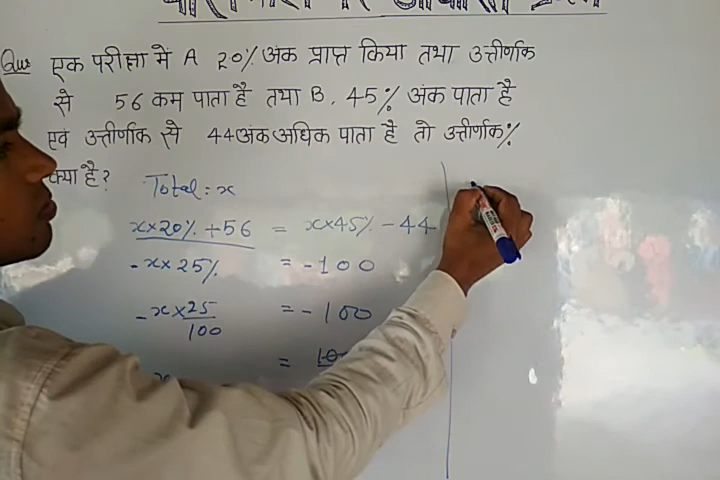 Que एक परीक्षा में A 20% अंक प्राप्त किया तथा उत्तीर्णांक
से 56 कम पाता है तथा B, 45% अंक पाता है
एवं उत्तीर्णांक से 44 अंक अधिक पाता है तो उत्तीर्णांक %
क्या है?
Total = x
x×20% +56 = x×45% - 44
-x×25% = -100
-x×25/100 = -100
x =